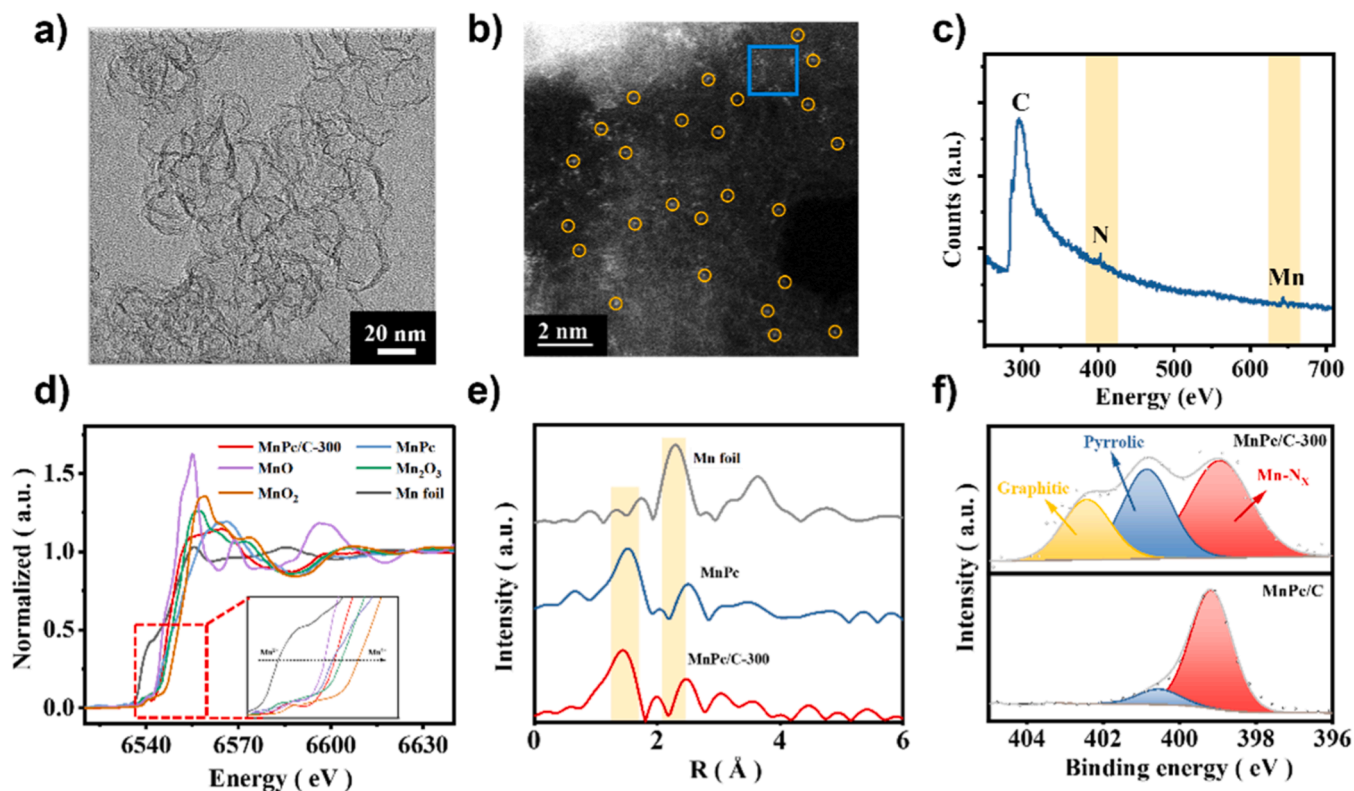 a)
20 nm
b)
2 nm
c)
C
N
Mn
Counts (a.u.)
300 400 500 600 700
Energy (eV)
d)
MnPc/C-300 MnPc
MnO Mn₂O₃
MnO₂ Mn foil
Normalized ( a.u. )
1.5
1.0
0.5
0.0
6540 6570 6600 6630
Energy ( eV )
e)
Mn foil
MnPc
MnPc/C-300
Intensity ( a.u. )
0 2 4 6
R ( Å )
f)
MnPc/C-300
Pyrrolic
Graphitic
Mn-Nₓ
MnPc/C
Intensity (a.u.)
404 402 400 398 396
Binding energy ( eV )